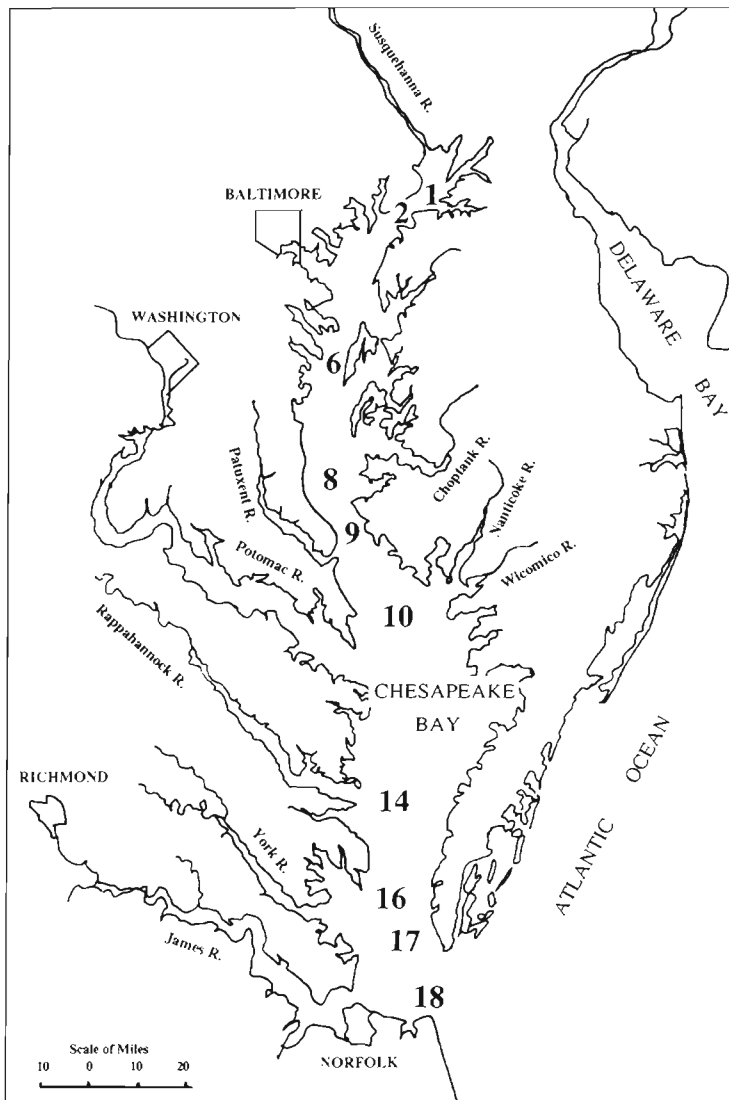 Susquehanna R.
1
2
BALTIMORE
DELAWARE
BAY
WASHINGTON
6
Choptank R.
Patuxent R.
8
Nanticoke R.
9
Wicomico R.
Potomac R.
10
Rappahannock R.
CHESAPEAKE
BAY
ATLANTIC OCEAN
RICHMOND
14
York R.
16
17
James R.
18
Scale of Miles
NORFOLK
10 0 10 20